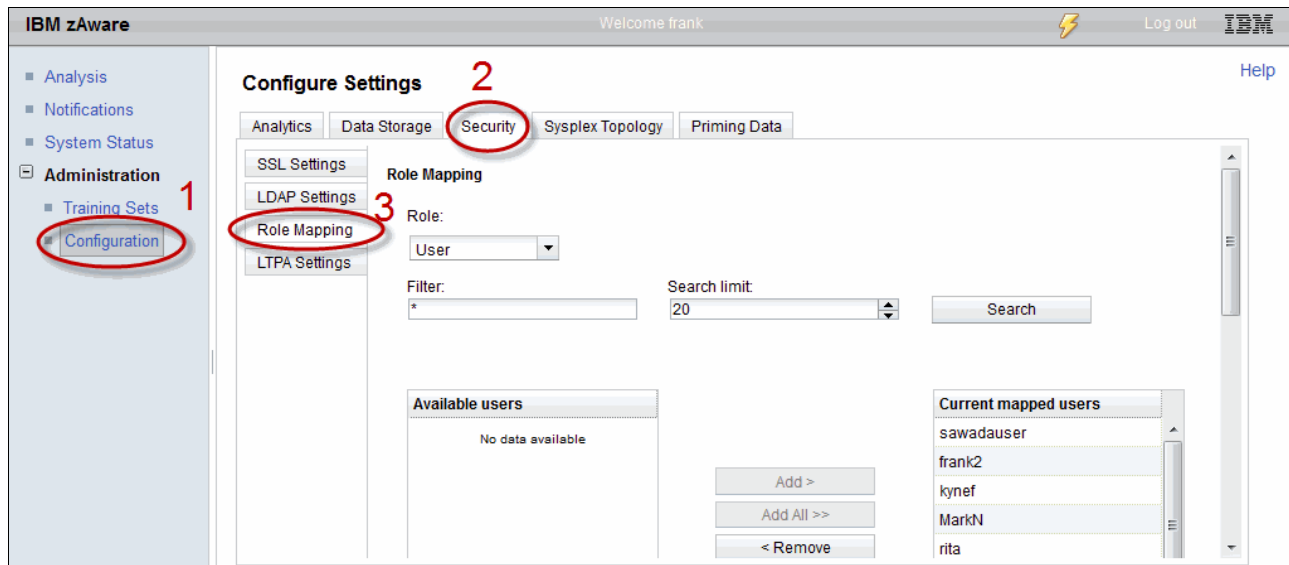 IBM zAware Welcome frank Log out IBM
Help
Analysis
Notifications
System Status
Administration
1
Training Sets
Configuration
Configure Settings
2
Analytics Data Storage Security Sysplex Topology Priming Data
SSL Settings
LDAP Settings
3
Role Mapping
LTPA Settings
Role Mapping
Role:
User
Filter: Search limit:
* 20 Search
Available users
No data available
Add >
Add All >>
< Remove
Current mapped users
sawadauser
frank2
kynef
MarkN
rita